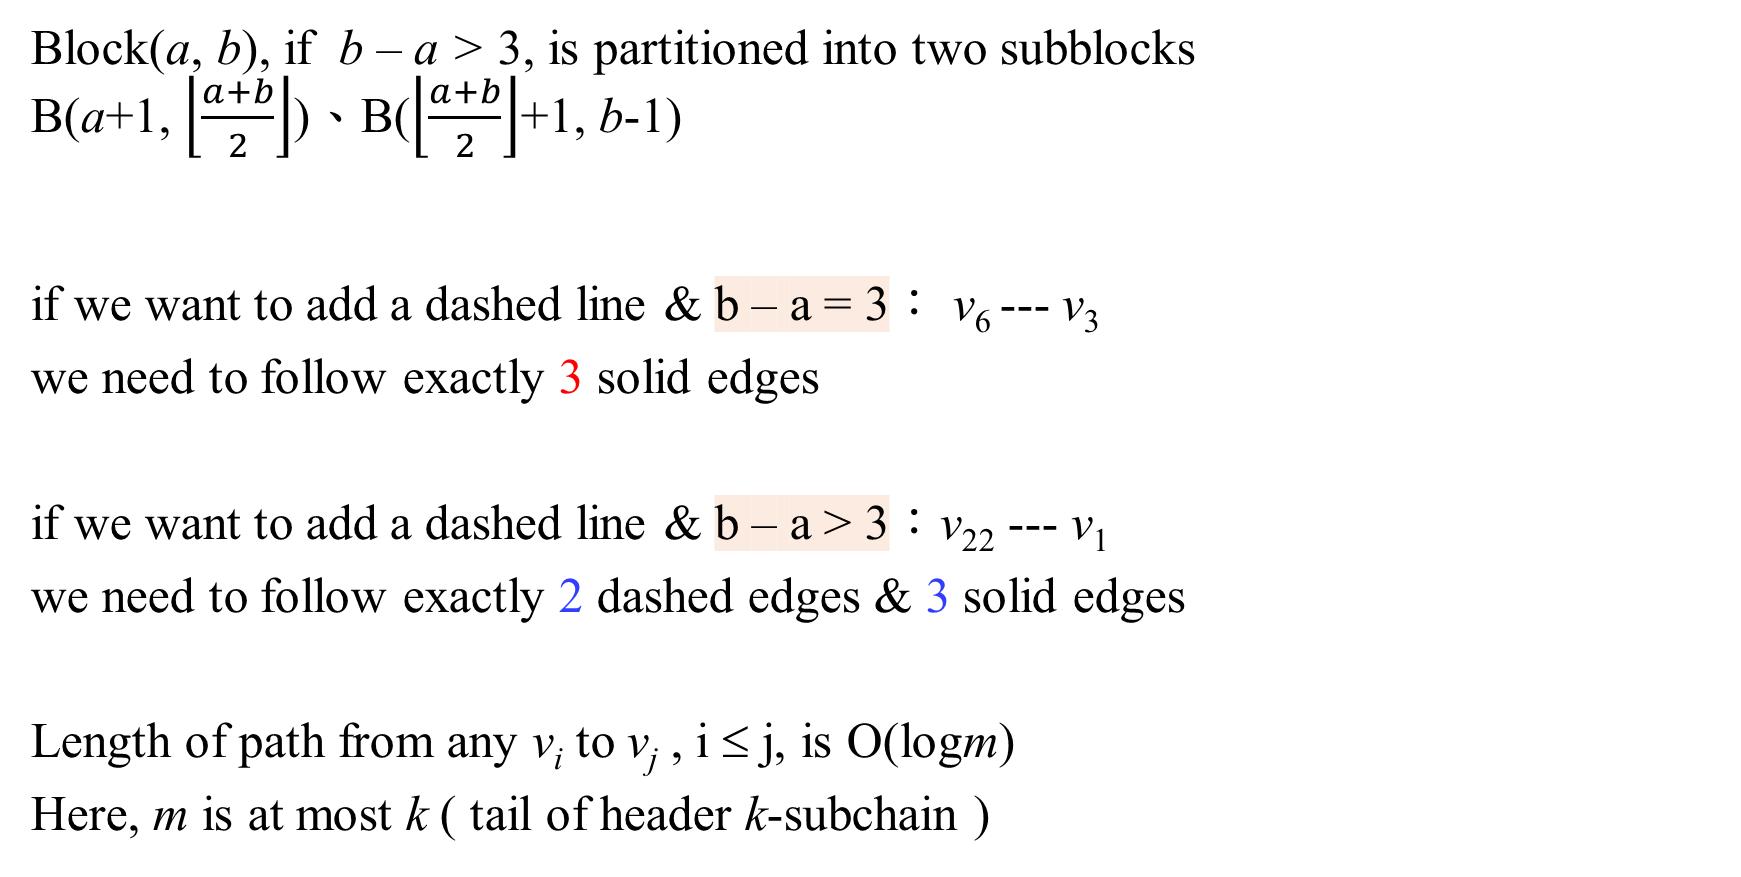 Block(a, b), if b – a > 3, is partitioned into two subblocks
B(a+1, ⌊(a+b)/2⌋)、B(⌊(a+b)/2⌋+1, b-1)
if we want to add a dashed line & b – a = 3： v₆ --- v₃
we need to follow exactly 3 solid edges
if we want to add a dashed line & b – a > 3：v₂₂ --- v₁
we need to follow exactly 2 dashed edges & 3 solid edges
Length of path from any vᵢ to vⱼ , i ≤ j, is O(logm)
Here, m is at most k ( tail of header k-subchain )